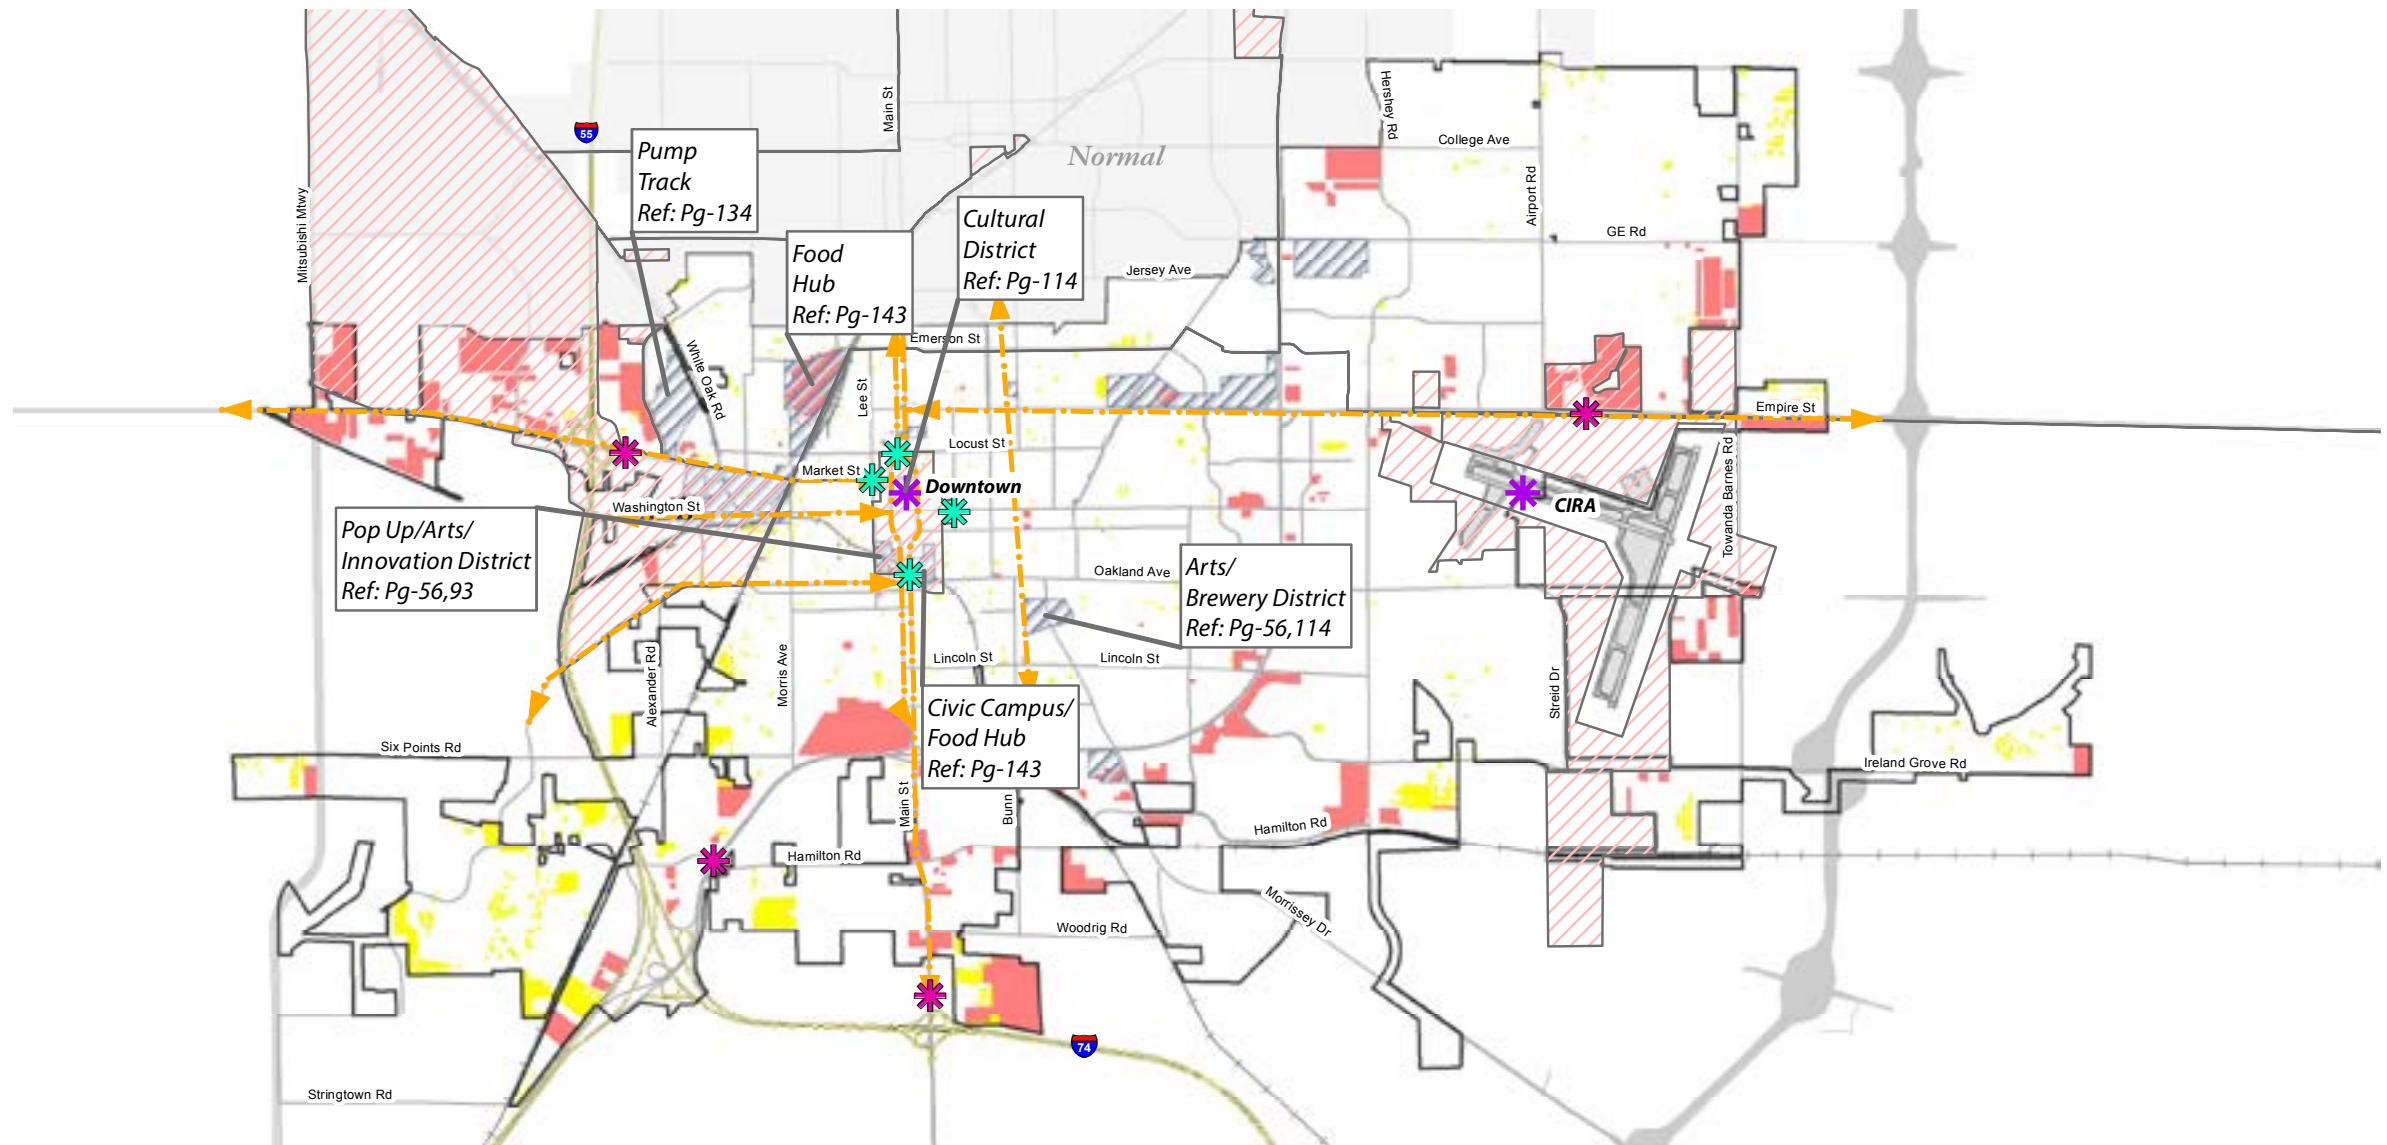 55
Main St
Hershey Rd
College Ave
Normal
Pump
Track
Ref: Pg-134
Mitsubishi Mtwy
Airport Rd
Cultural
District
Ref: Pg-114
GE Rd
Food
Hub
Ref: Pg-143
Jersey Ave
Emerson St
White Oak Rd
Lee St
Empire St
Locust St
Market St
Downtown
Towanda Barnes Rd
Washington St
CIRA
Pop Up/Arts/
Innovation District
Ref: Pg-56,93
Oakland Ave
Arts/
Brewery District
Ref: Pg-56,114
Lincoln St
Lincoln St
Alexander Rd
Morris Ave
Streid Dr
Civic Campus/
Food Hub
Ref: Pg-143
Six Points Rd
Ireland Grove Rd
Main St
Bunn
Hamilton Rd
Hamilton Rd
Morrissey Dr
Woodrig Rd
74
Stringtown Rd